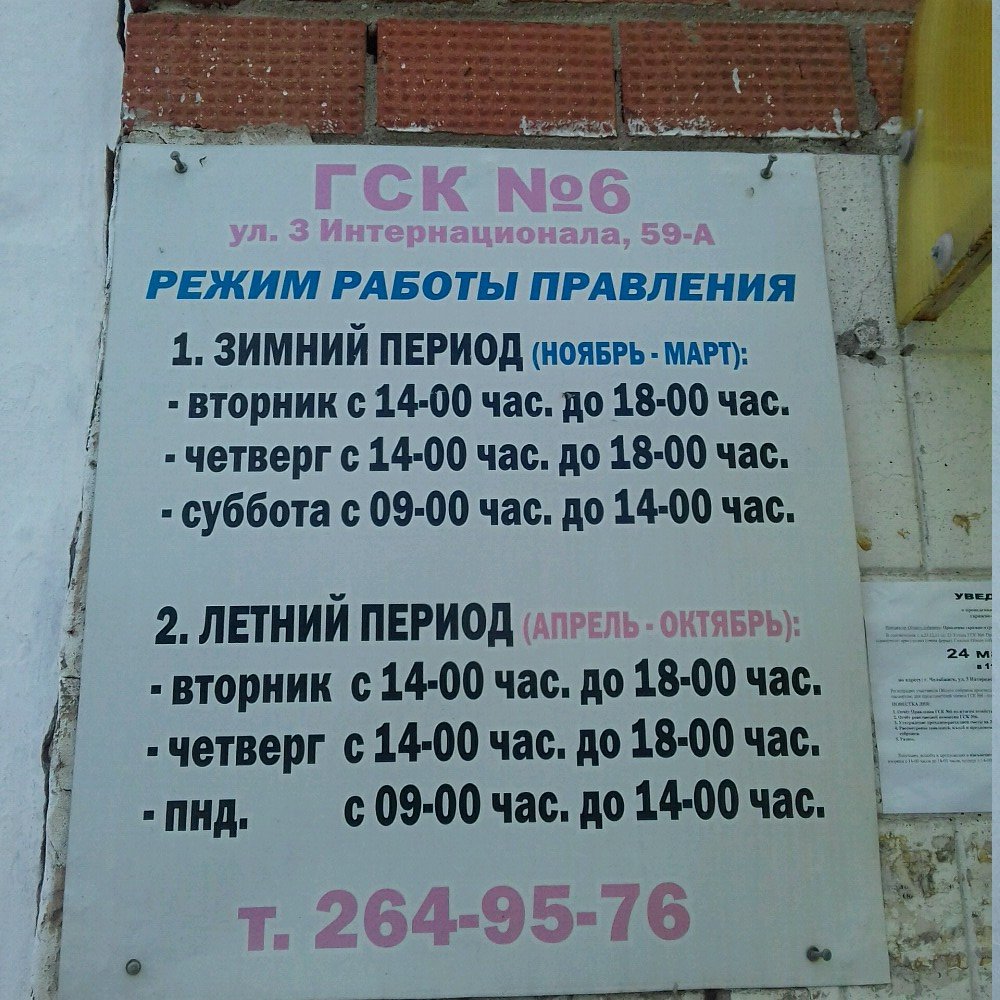 ГСК №6
ул. 3 Интернационала, 59-А
РЕЖИМ РАБОТЫ ПРАВЛЕНИЯ
1. ЗИМНИЙ ПЕРИОД (НОЯБРЬ - МАРТ):
- вторник с 14-00 час. до 18-00 час.
- четверг с 14-00 час. до 18-00 час.
- суббота с 09-00 час. до 14-00 час.
2. ЛЕТНИЙ ПЕРИОД (АПРЕЛЬ - ОКТЯБРЬ):
- вторник с 14-00 час. до 18-00 час.
- четверг с 14-00 час. до 18-00 час.
- пнд. с 09-00 час. до 14-00 час.
т. 264-95-76
УВЕД
24 ма